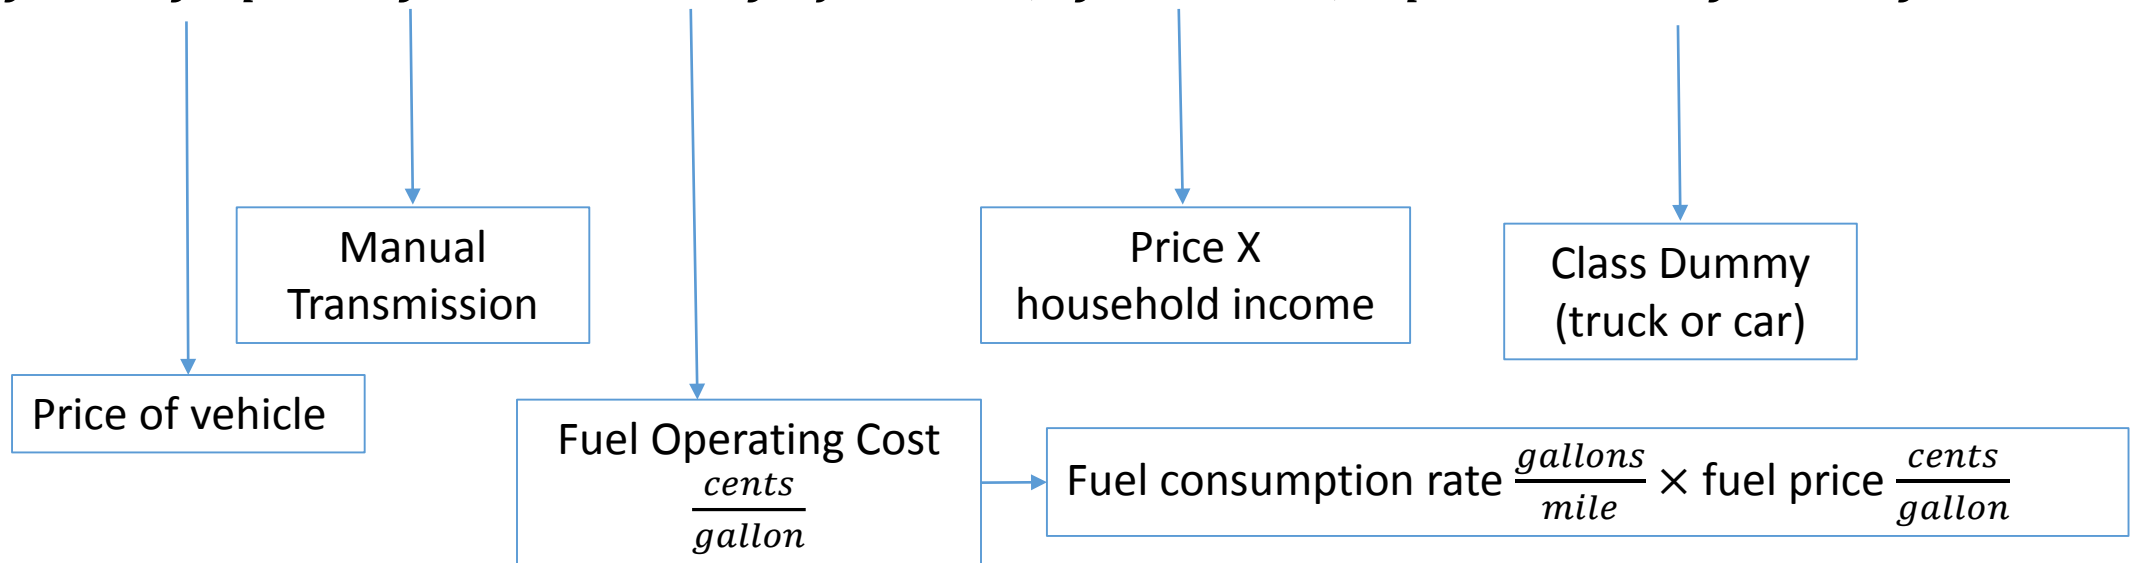 Manual
Transmission
Price X
household income
Class Dummy
(truck or car)
Price of vehicle
Fuel Operating Cost
cents
gallon
Fuel consumption rate gallons/mile × fuel price cents/gallon